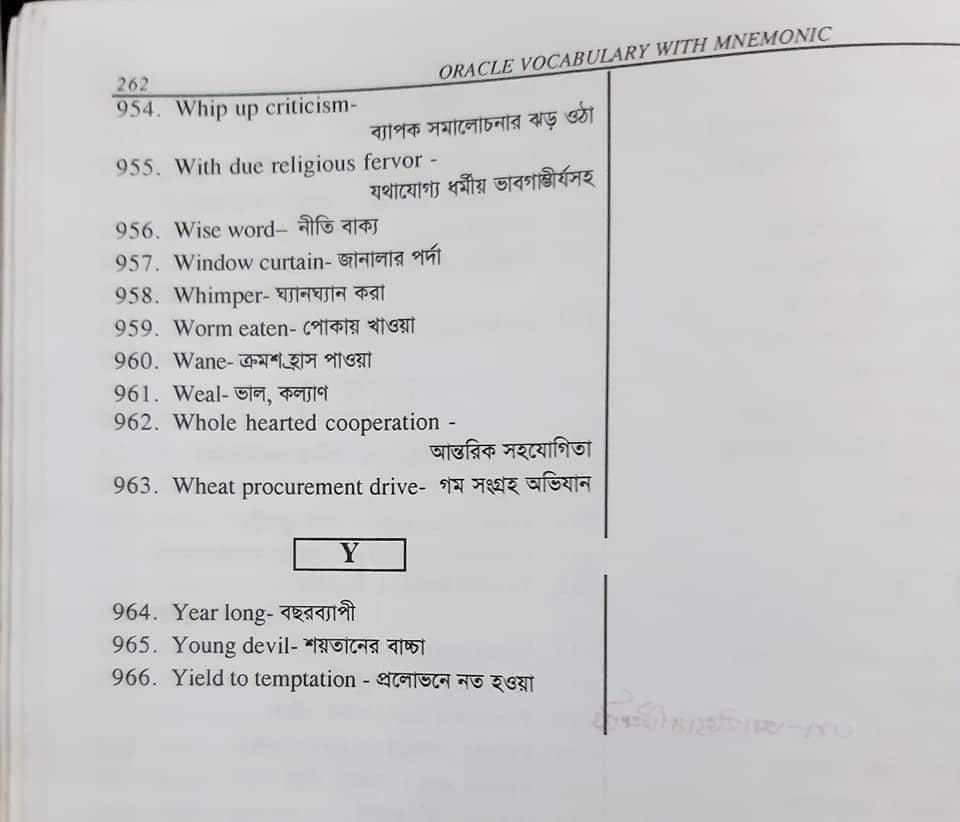 ORACLE VOCABULARY WITH MNEMONIC
262
954. Whip up criticism-
ব্যাপক সমালোচনার ঝড় ওঠা
955. With due religious fervor -
যথাযোগ্য ধর্মীয় ভাবগাম্ভীর্যসহ
956. Wise word– নীতি বাক্য
957. Window curtain- জানালার পর্দা
958. Whimper- ঘ্যানঘ্যান করা
959. Worm eaten- পোকায় খাওয়া
960. Wane- ক্রমশ হ্রাস পাওয়া
961. Weal- ভাল, কল্যাণ
962. Whole hearted cooperation -
আন্তরিক সহযোগিতা
963. Wheat procurement drive- গম সংগ্রহ অভিযান
Y
964. Year long- বছরব্যাপী
965. Young devil- শয়তানের বাচ্চা
966. Yield to temptation - প্রলোভনে নত হওয়া